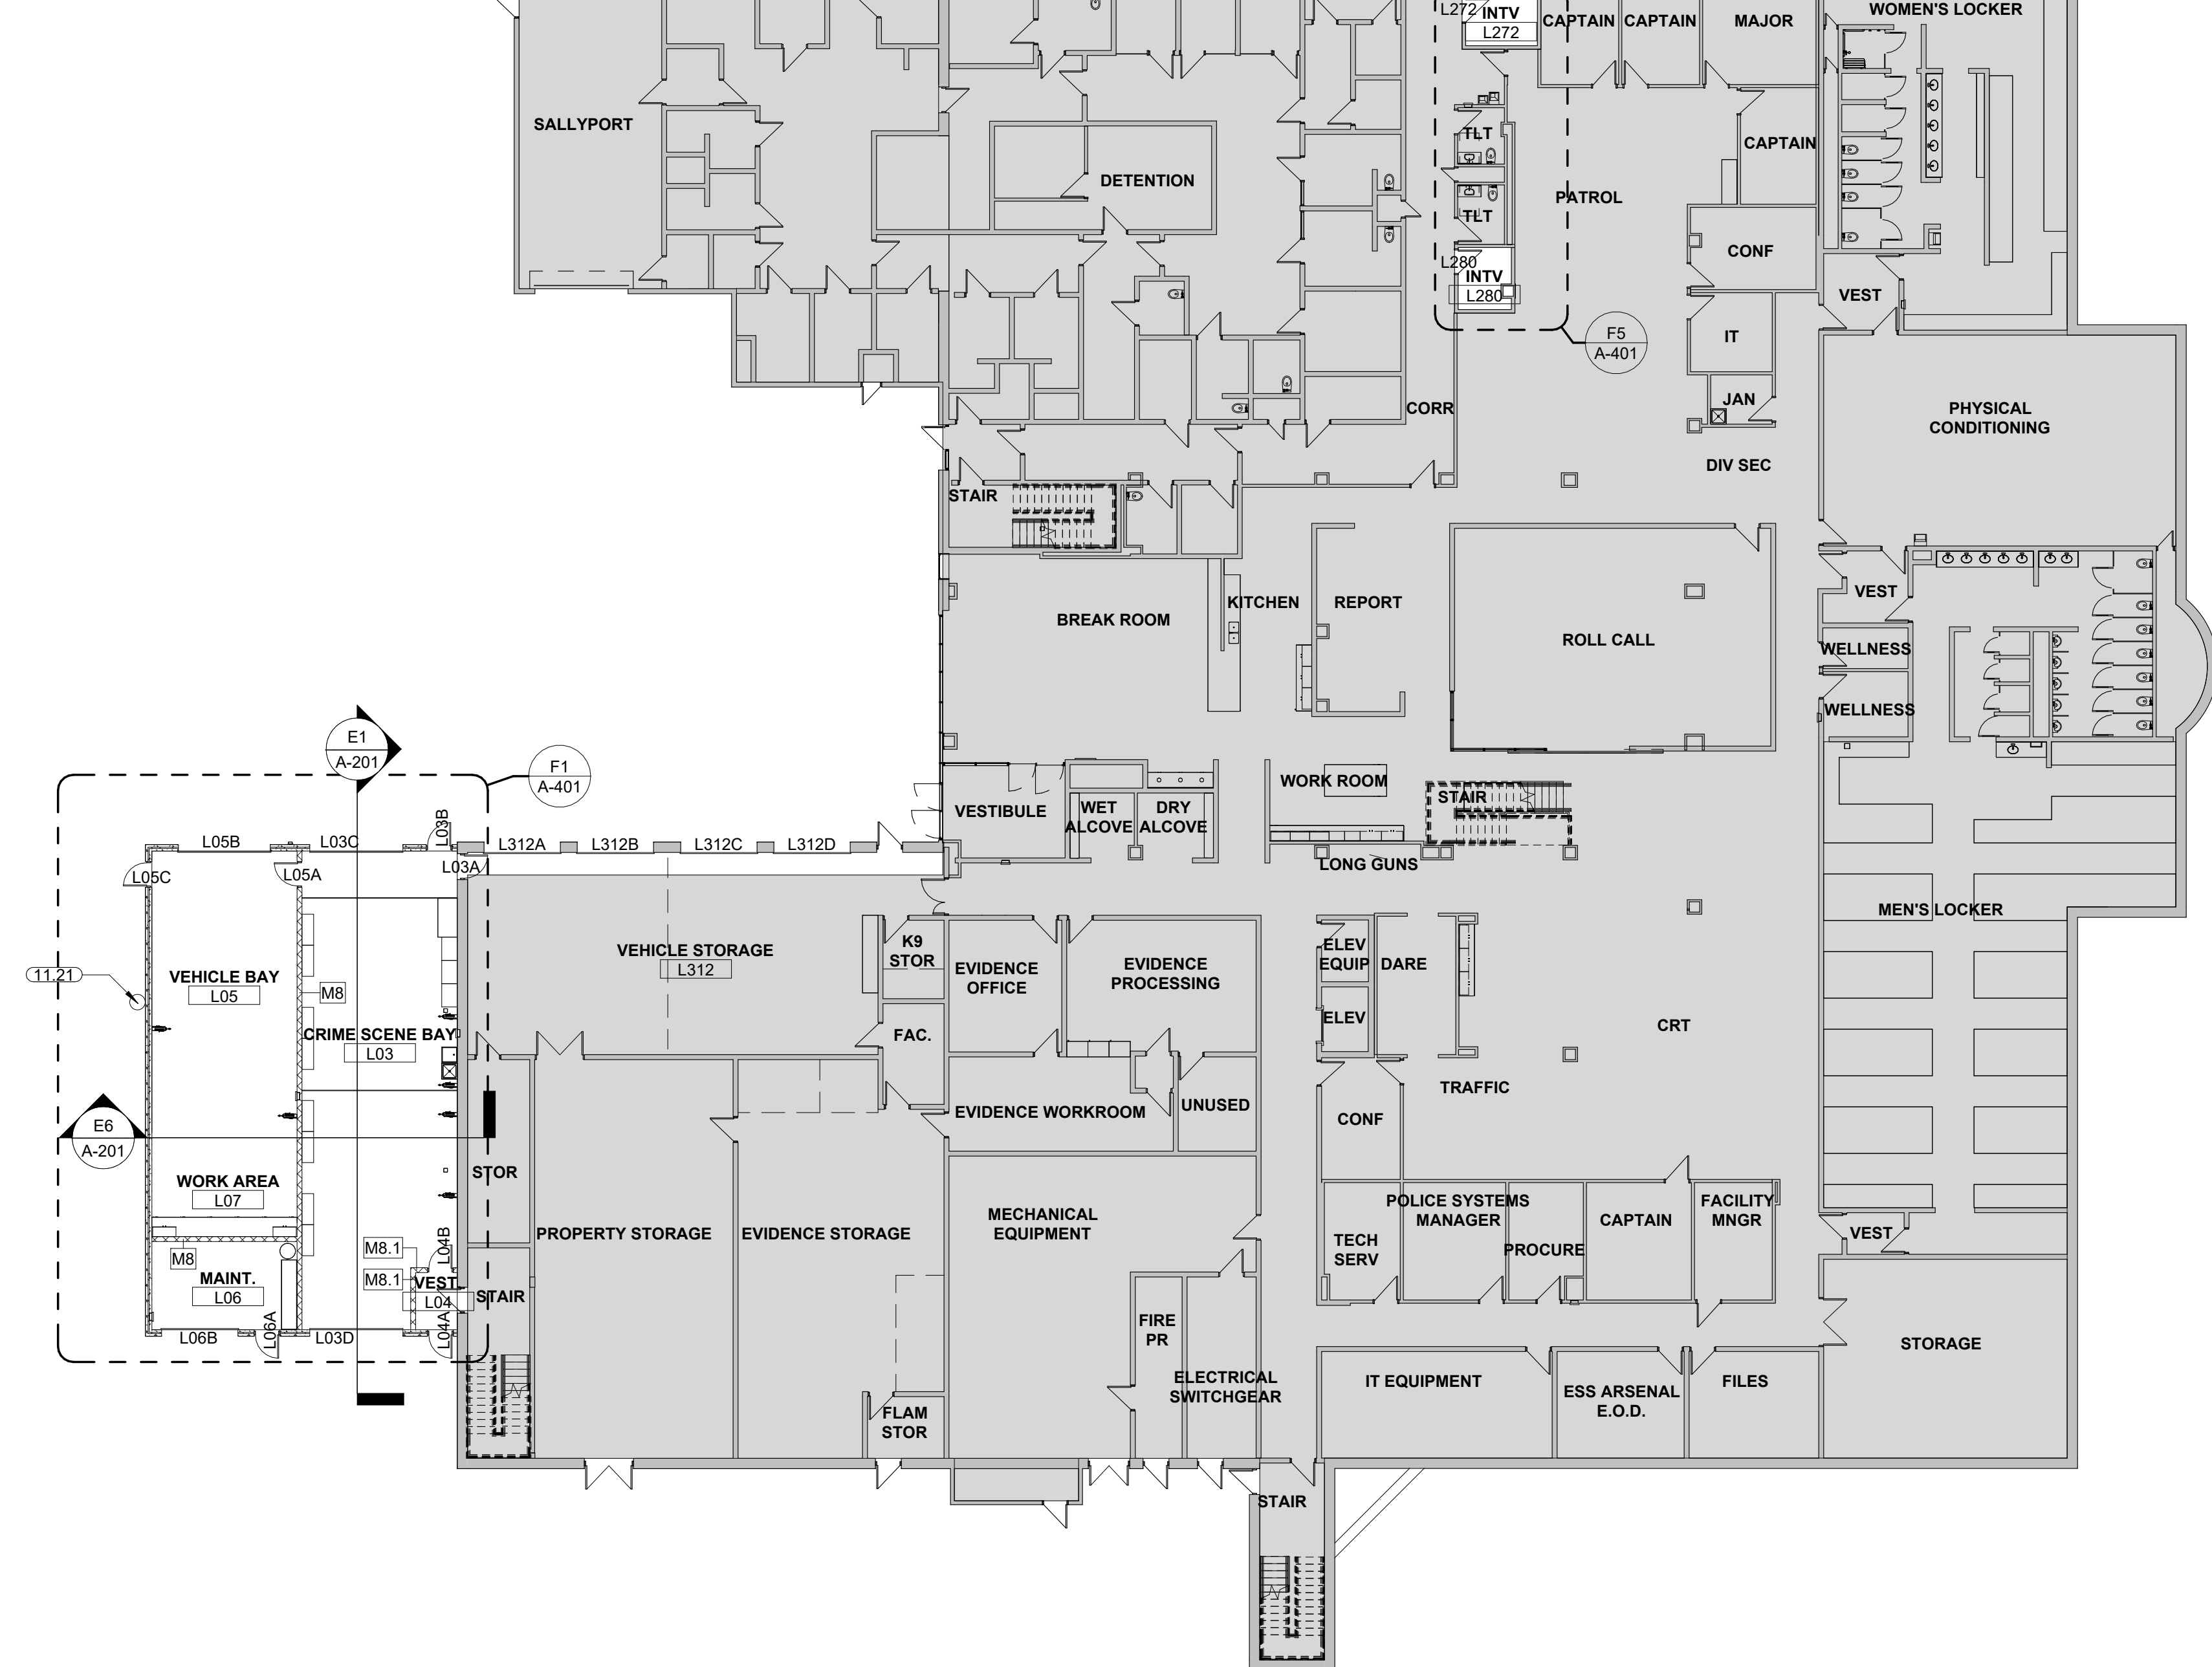 L272
INTV
L272
CAPTAIN
CAPTAIN
MAJOR
WOMEN'S LOCKER
SALLYPORT
DETENTION
TLT
TLT
PATROL
CAPTAIN
CONF
L280
INTV
L280
F5
A-401
VEST
IT
JAN
CORR
DIV SEC
PHYSICAL
CONDITIONING
STAIR
BREAK ROOM
KITCHEN
REPORT
ROLL CALL
VEST
WELLNESS
WELLNESS
E1
A-201
F1
A-401
VESTIBULE
WET
ALCOVE
DRY
ALCOVE
WORK ROOM
STAIR
LONG GUNS
L05B
L03C
L03B
L312A
L312B
L312C
L312D
L05C
L05A
L03A
MEN'S LOCKER
11.21
VEHICLE BAY
L05
M8
CRIME SCENE BAY
L03
VEHICLE STORAGE
L312
K9
STOR
EVIDENCE
OFFICE
EVIDENCE
PROCESSING
ELEV
EQUIP
DARE
ELEV
FAC.
CRT
TRAFFIC
E6
A-201
EVIDENCE WORKROOM
UNUSED
CONF
STOR
WORK AREA
L07
M8
M8.1
M8.1
L04B
PROPERTY STORAGE
EVIDENCE STORAGE
MECHANICAL
EQUIPMENT
TECH
SERV
POLICE SYSTEMS
MANAGER
PROCURE
CAPTAIN
FACILITY
MNGR
VEST
MAINT.
L06
VEST
L04
STAIR
L06B
L06A
L03D
L04A
FIRE
PR
ELECTRICAL
SWITCHGEAR
IT EQUIPMENT
ESS ARSENAL
E.O.D.
FILES
STORAGE
FLAM
STOR
STAIR